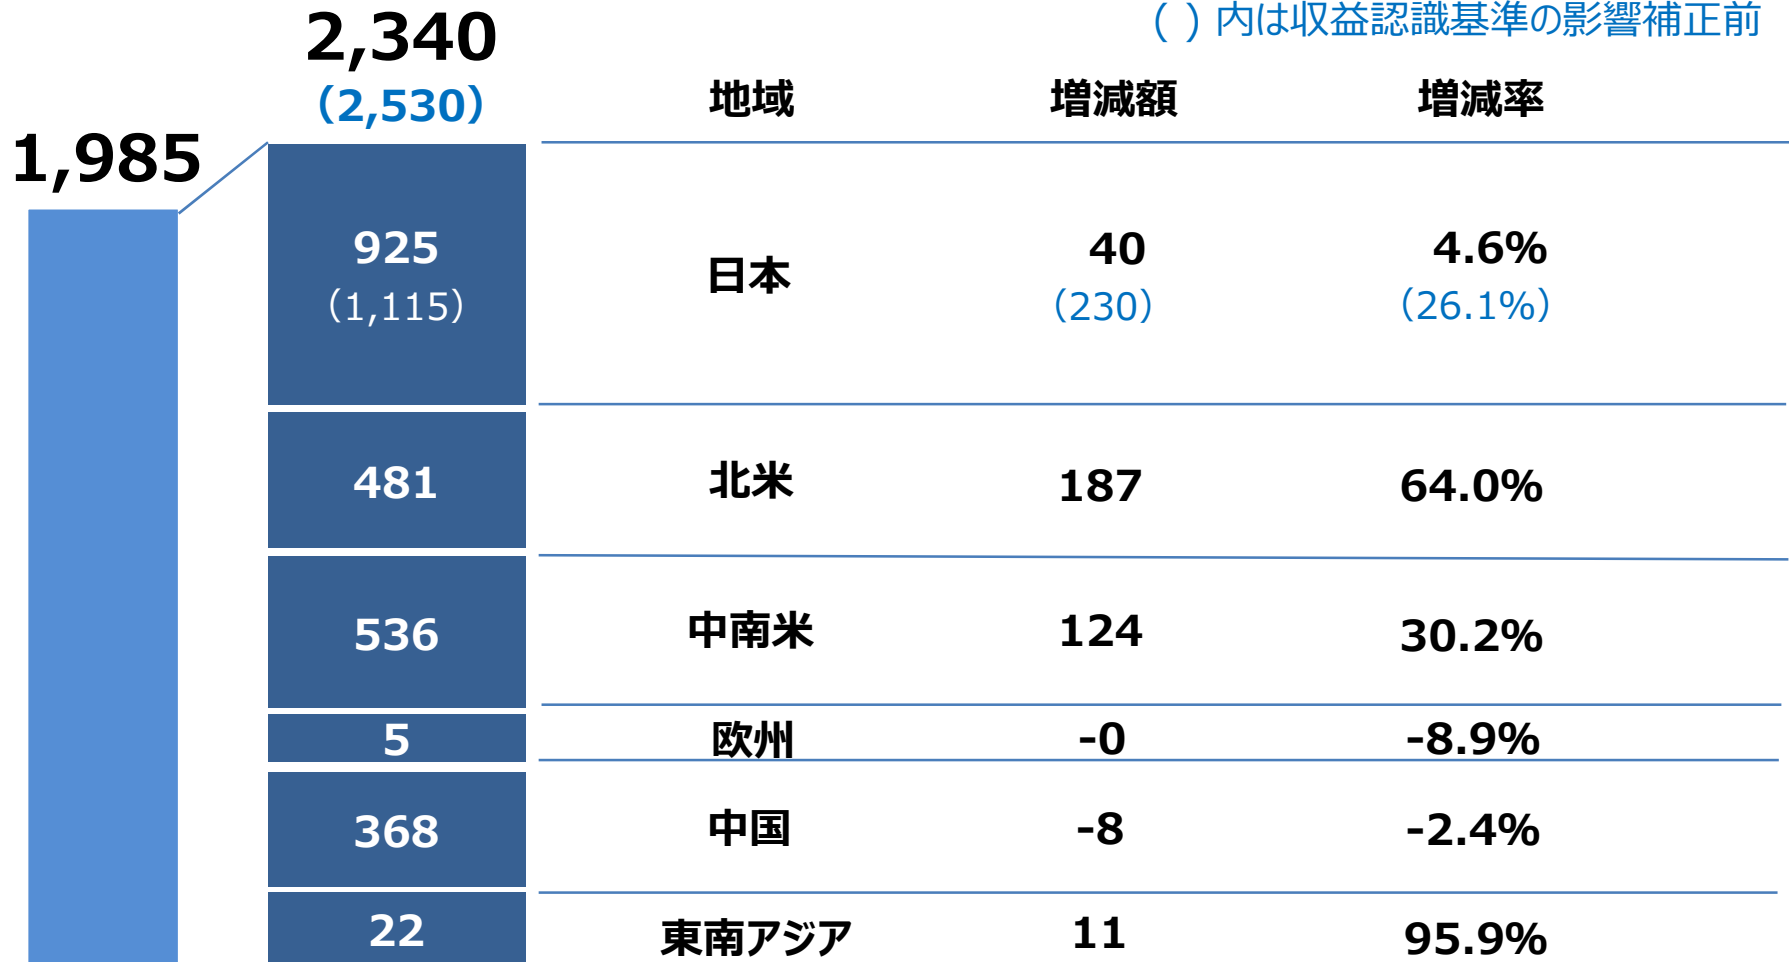 ( ) 内は収益認識基準の影響補正前
2,340
（2,530）
1,985
地域 増減額 増減率
925 日本 40 4.6%
（1,115） （230） （26.1%）
481 北米 187 64.0%
536 中南米 124 30.2%
5 欧州 -0 -8.9%
368 中国 -8 -2.4%
22 東南アジア 11 95.9%